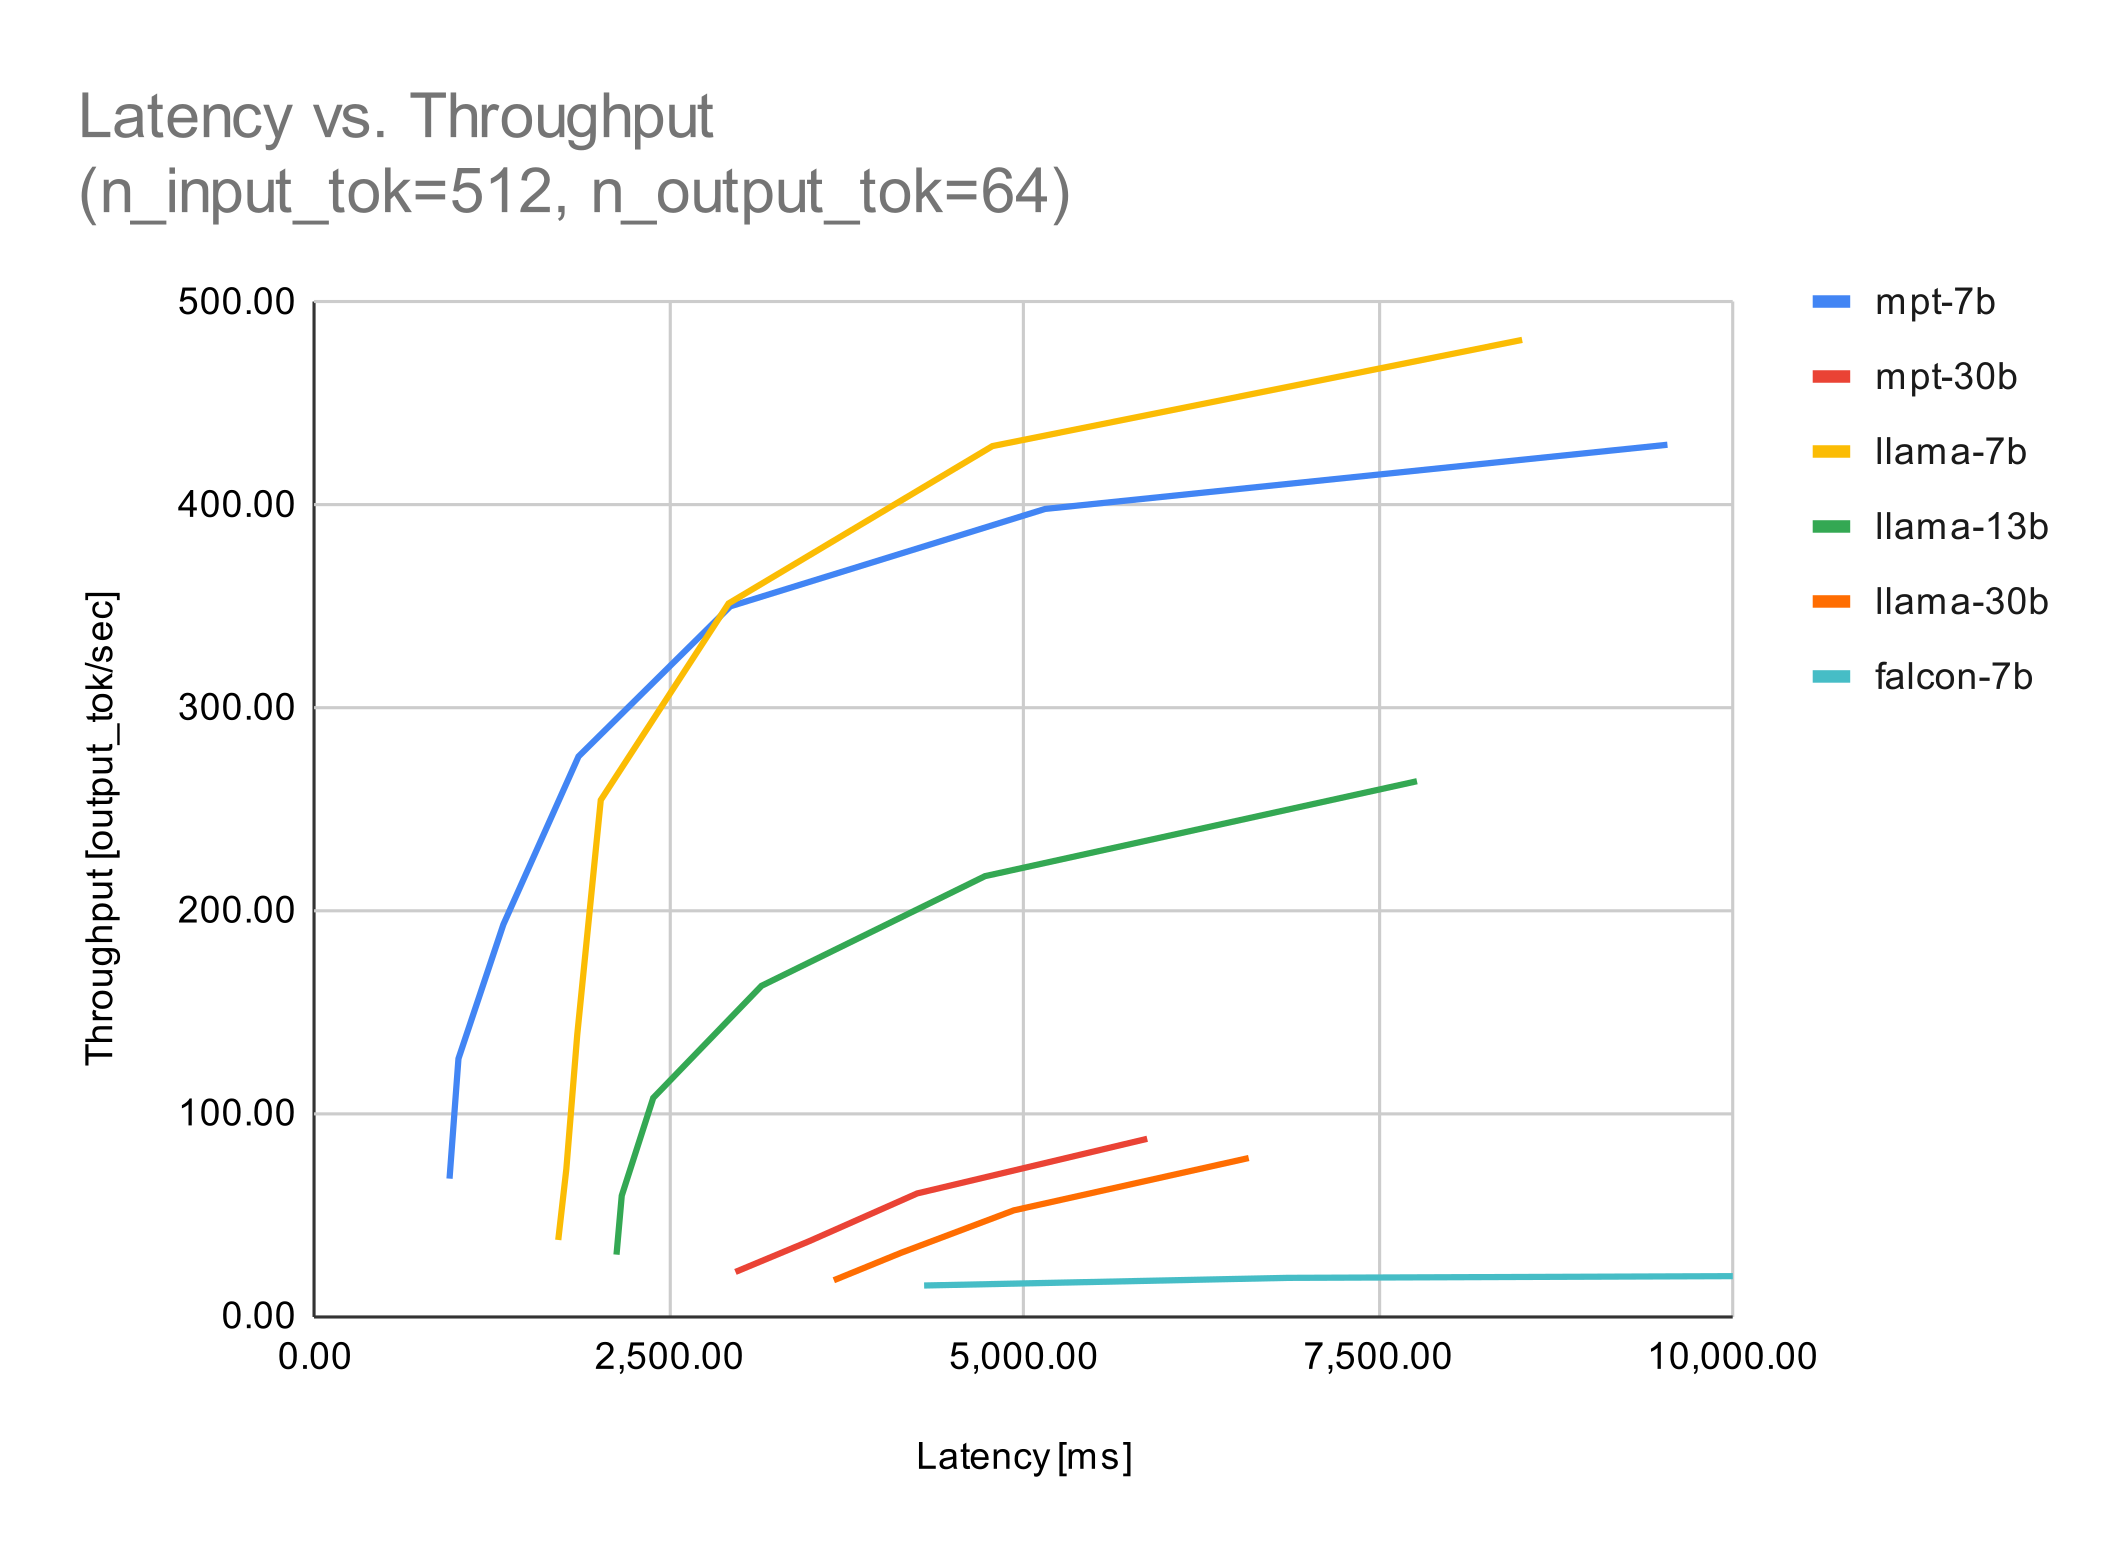 Latency vs. Throughput
(n_input_tok=512, n_output_tok=64)
500.00
400.00
300.00
200.00
100.00
0.00
Throughput [output_tok/sec]
0.00
2,500.00
5,000.00
7,500.00
10,000.00
Latency [ms]
mpt-7b
mpt-30b
llama-7b
llama-13b
llama-30b
falcon-7b